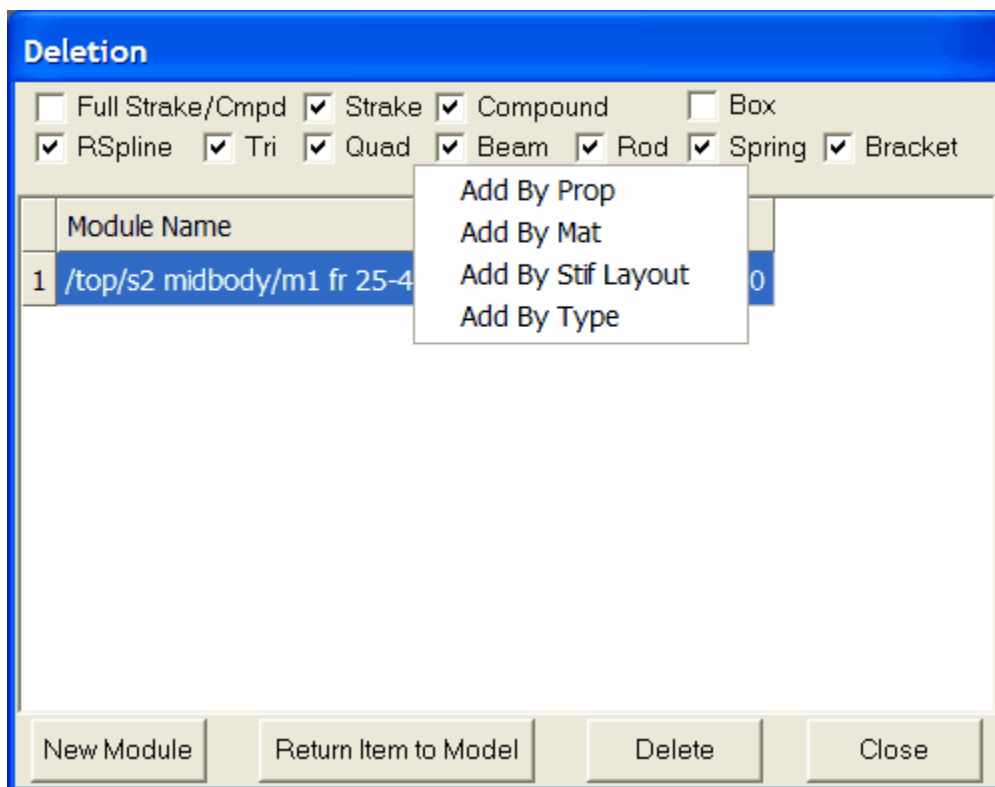 Deletion
Full Strake/Cmpd Strake Compound Box
RSpline Tri Quad Beam Rod Spring Bracket
Add By Prop
Add By Mat
Add By Stif Layout
Add By Type
Module Name
1 /top/s2 midbody/m1 fr 25-4 0
New Module Return Item to Model Delete Close